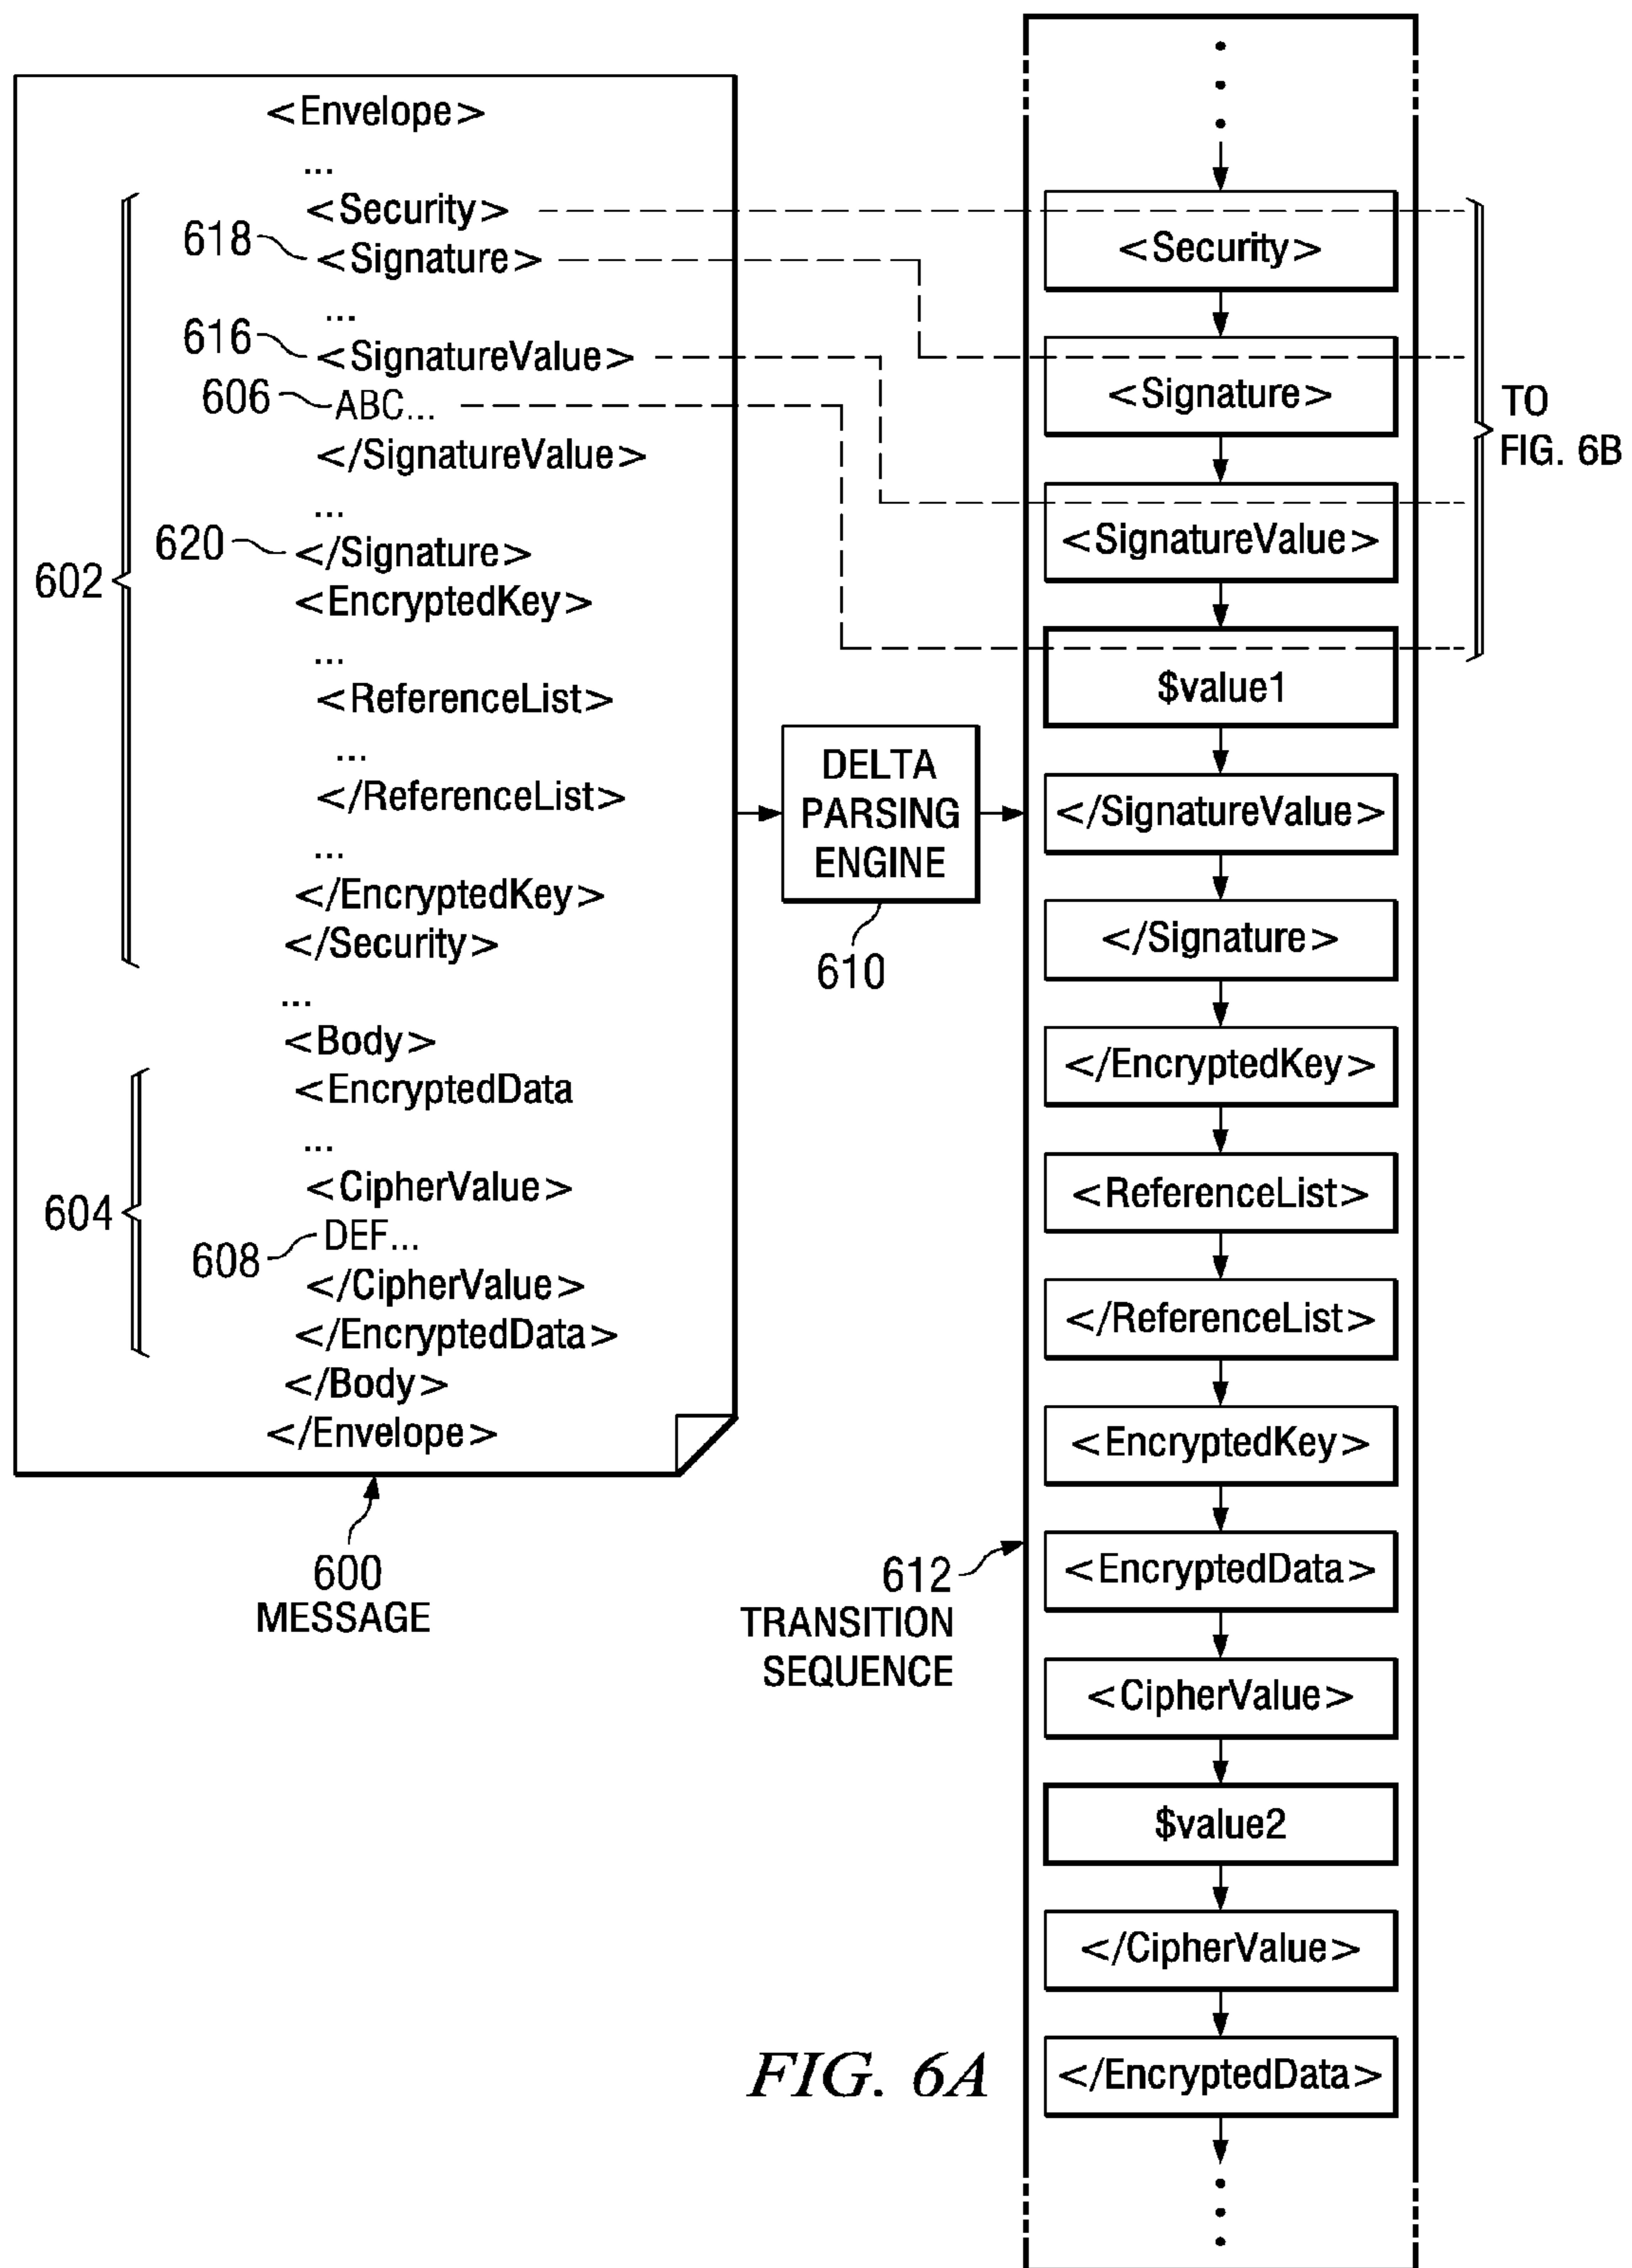 <Envelope>
...
<Security>
618
<Signature>
...
616
<SignatureValue>
606
ABC...
</SignatureValue>
...
620
</Signature>
602
<EncryptedKey>
...
<ReferenceList>
...
</ReferenceList>
...
</EncryptedKey>
</Security>
...
<Body>
<EncryptedData
...
<CipherValue>
604
608
DEF...
</CipherValue>
</EncryptedData>
</Body>
</Envelope>
600
MESSAGE
DELTA
PARSING
ENGINE
610
612
TRANSITION
SEQUENCE
<Security>
<Signature>
<SignatureValue>
$value1
</SignatureValue>
</Signature>
</EncryptedKey>
<ReferenceList>
</ReferenceList>
<EncryptedKey>
<EncryptedData>
<CipherValue>
$value2
</CipherValue>
</EncryptedData>
TO
FIG. 6B
FIG. 6A